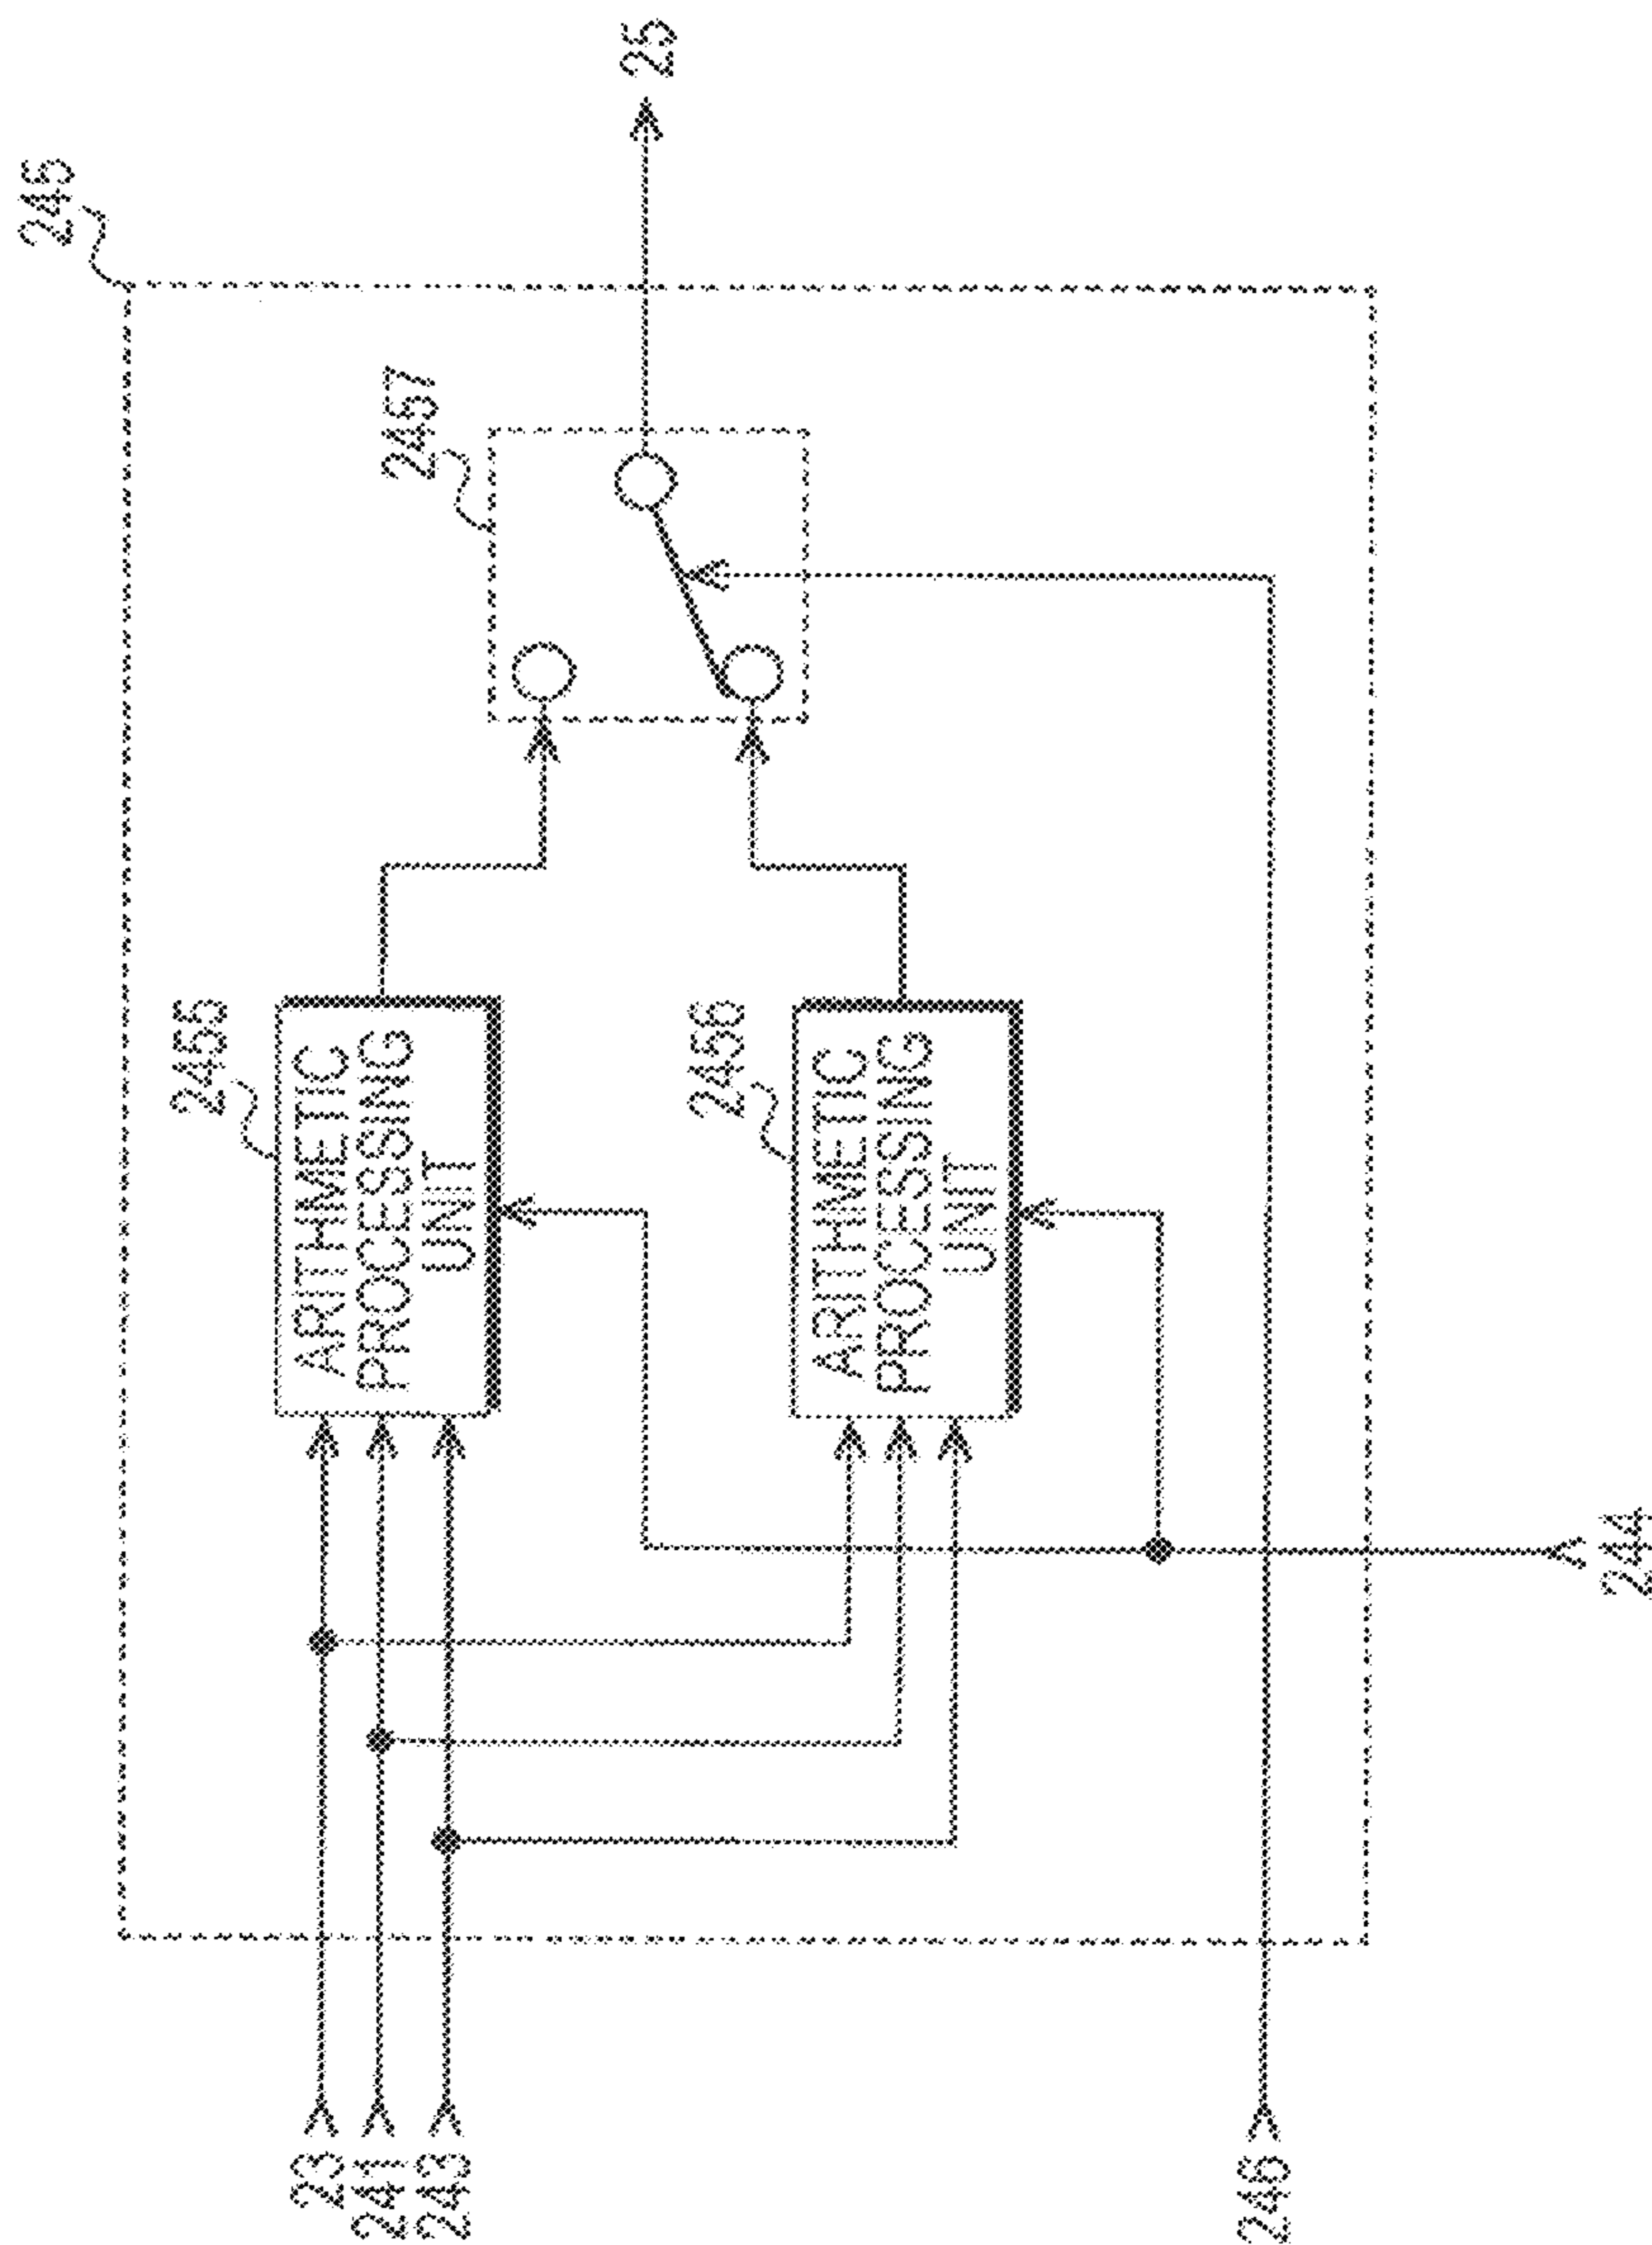 245
2455
ARITHMETIC
PROCESSING
UNIT
2457
23
241
243
25
2456
ARITHMETIC
PROCESSING
UNIT
246
244